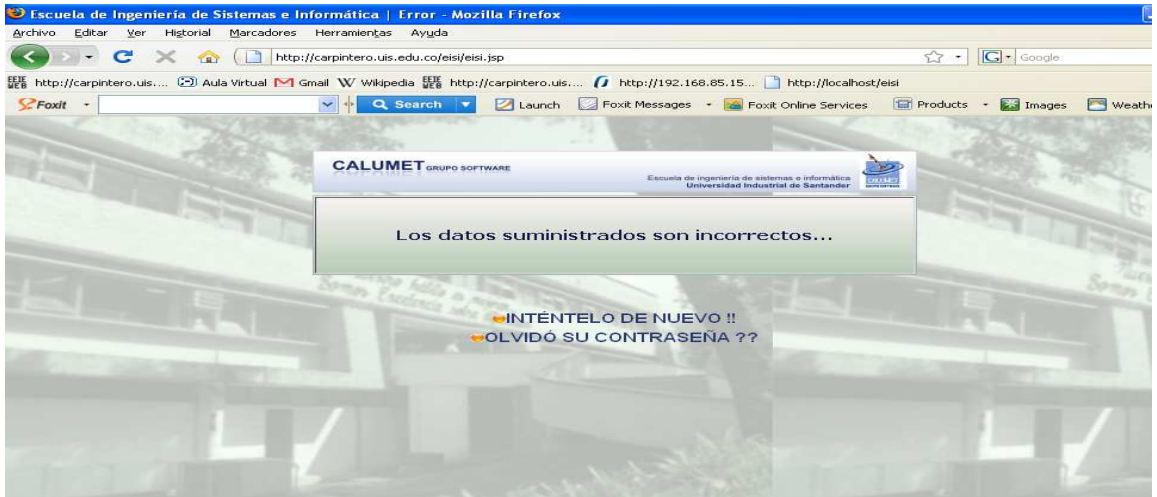 Escuela de Ingeniería de Sistemas e Informática | Error - Mozilla Firefox
Archivo Editar Ver Historial Marcadores Herramientas Ayuda
http://carpintero.uis.edu.co/eisi/eisi.jsp
Google
http://carpintero.uis.... Aula Virtual Gmail Wikipedia http://carpintero.uis.... http://192.168.85.15... http://localhost/eisi
Foxit Search Launch Foxit Messages Foxit Online Services Products Images Weath
CALUMET GRUPO SOFTWARE
Escuela de ingeniería de sistemas e informática
Universidad Industrial de Santander
CALUMET
Los datos suministrados son incorrectos...
INTÉNTELO DE NUEVO !!
OLVIDÓ SU CONTRASEÑA ??